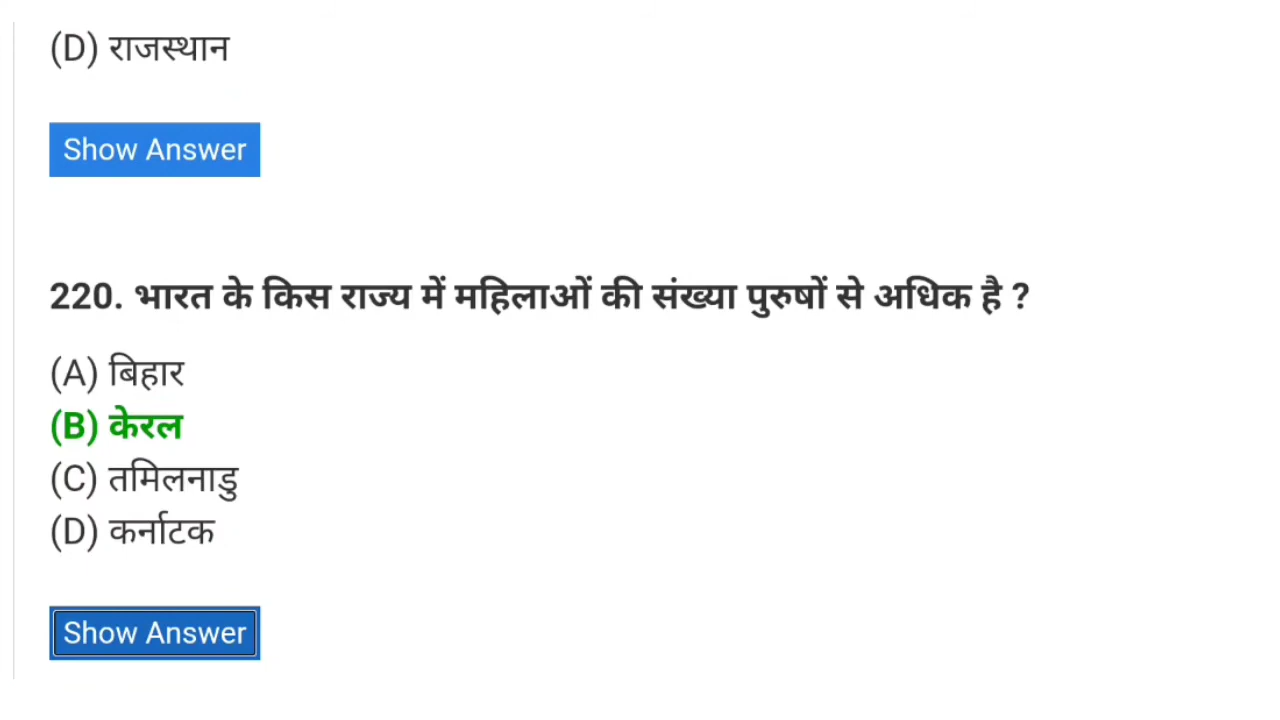 (D) राजस्थान
Show Answer
220. भारत के किस राज्य में महिलाओं की संख्या पुरुषों से अधिक है ?
(A) बिहार
(B) केरल
(C) तमिलनाडु
(D) कर्नाटक
Show Answer